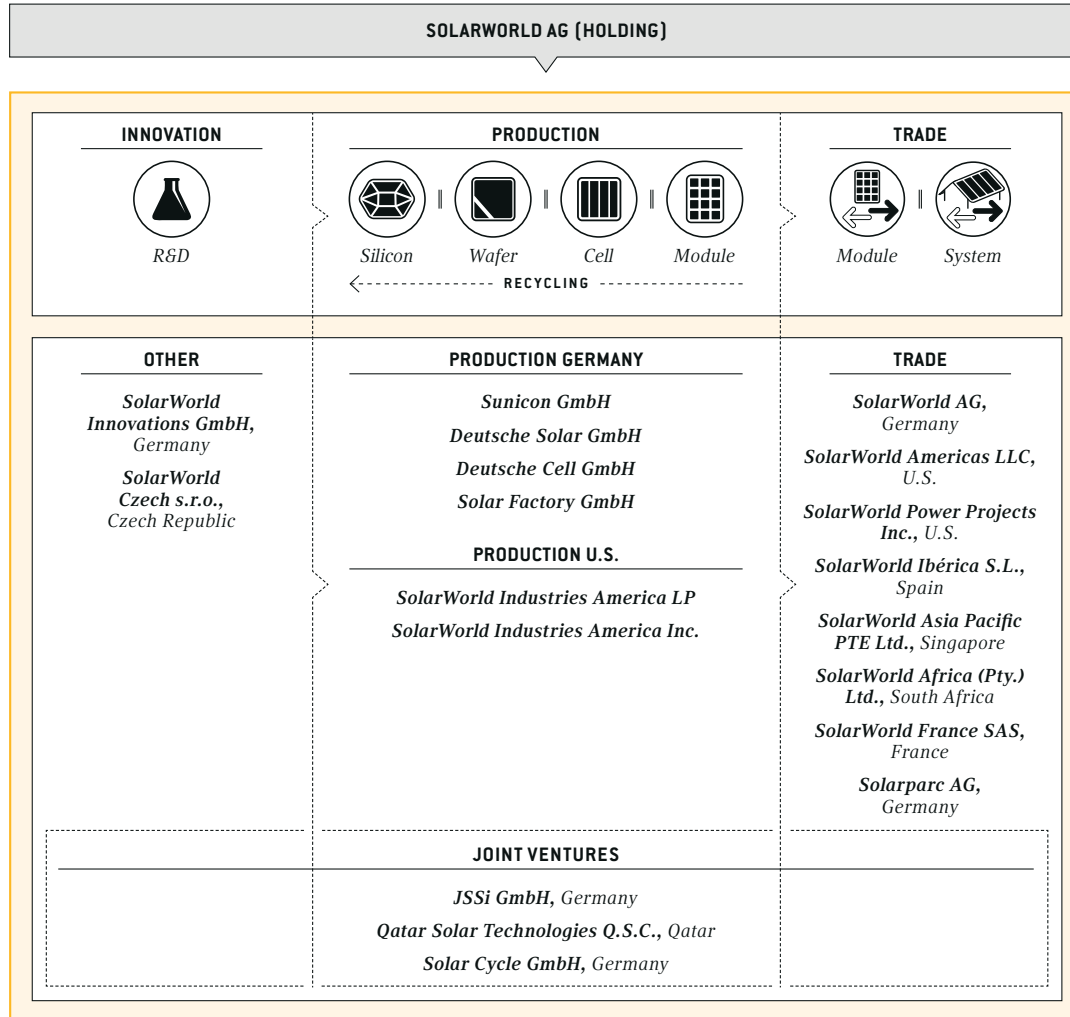 SOLARWORLD AG (HOLDING)
INNOVATION
R&D
PRODUCTION
Silicon
Wafer
Cell
Module
RECYCLING
TRADE
Module
System
OTHER
SolarWorld
Innovations GmbH,
Germany
SolarWorld
Czech s.r.o.,
Czech Republic
PRODUCTION GERMANY
Sunicon GmbH
Deutsche Solar GmbH
Deutsche Cell GmbH
Solar Factory GmbH
PRODUCTION U.S.
SolarWorld Industries America LP
SolarWorld Industries America Inc.
TRADE
SolarWorld AG,
Germany
SolarWorld Americas LLC,
U.S.
SolarWorld Power Projects
Inc., U.S.
SolarWorld Ibérica S.L.,
Spain
SolarWorld Asia Pacific
PTE Ltd., Singapore
SolarWorld Africa (Pty.)
Ltd., South Africa
SolarWorld France SAS,
France
Solarparc AG,
Germany
JOINT VENTURES
JSSi GmbH, Germany
Qatar Solar Technologies Q.S.C., Qatar
Solar Cycle GmbH, Germany